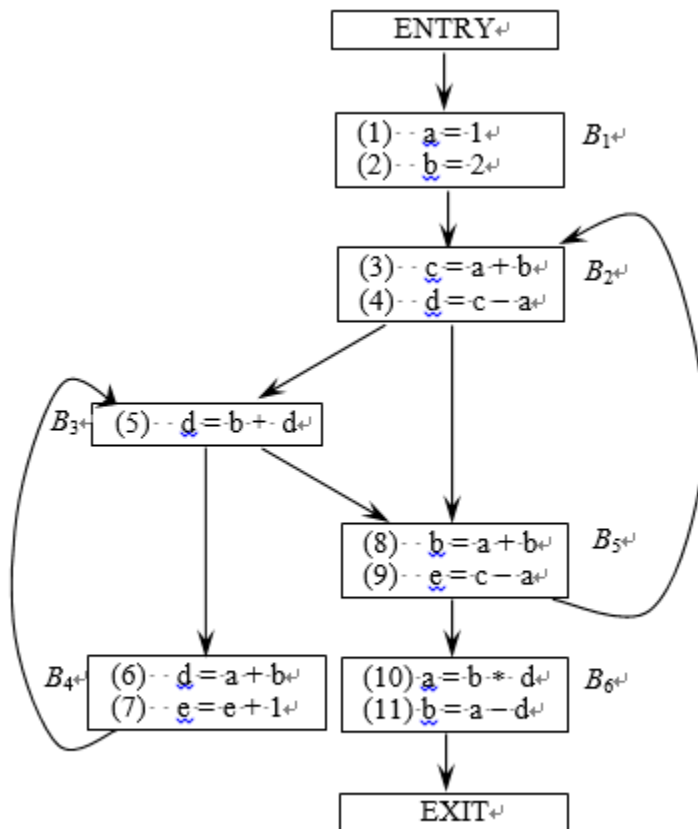 ENTRY
(1) a = 1
(2) b = 2
B1
(3) c = a + b
(4) d = c − a
B2
B3
(5) d = b + d
(8) b = a + b
(9) e = c − a
B5
B4
(6) d = a + b
(7) e = e + 1
(10) a = b * d
(11) b = a − d
B6
EXIT